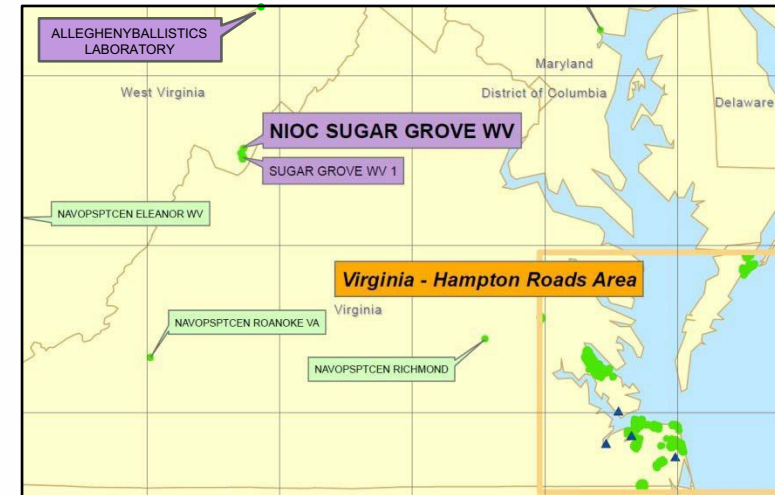 ALLEGHENYBALLISTICS
LABORATORY
Maryland
West Virginia
District of Columbia
Delaware
NIOC SUGAR GROVE WV
SUGAR GROVE WV 1
NAVOPSPTCEN ELEANOR WV
Virginia - Hampton Roads Area
Virginia
NAVOPSPTCEN ROANOKE VA
NAVOPSPTCEN RICHMOND